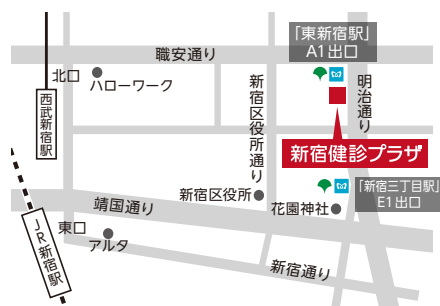 「東新宿駅」
A1出口
職安通り
北口
ハローワーク
西武新宿駅
新宿区役所通り
明治通り
新宿健診プラザ
新宿区役所
「新宿三丁目駅」
E1出口
花園神社
靖国通り
東口
アルタ
JR新宿駅
新宿通り